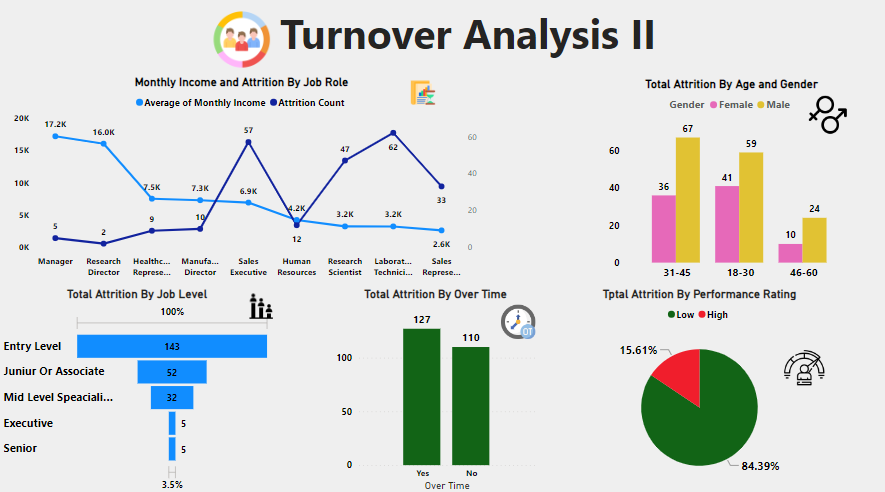 Turnover Analysis II
Monthly Income and Attrition By Job Role
Average of Monthly Income Attrition Count
20K
15K
10K
5K
0K
60
40
20
0
17.2K
16.0K
7.5K
7.3K
6.9K
4.2K
3.2K
3.2K
2.6K
5
2
9
10
57
12
47
62
33
Manager
Research Director
Healthc... Represe...
Manufa... Director
Sales Executive
Human Resources
Research Scientist
Laborat... Technici...
Sales Represe...
Total Attrition By Age and Gender
Gender Female Male
60
40
20
0
36
67
41
59
10
24
31-45
18-30
46-60
Total Attrition By Job Level
100%
Entry Level 143
Juniur Or Associate 52
Mid Level Speaciali... 32
Executive 5
Senior 5
3.5%
Total Attrition By Over Time
OT
100
50
0
127
110
Yes
No
Over Time
Tptal Attrition By Performance Rating
Low High
15.61%
84.39%